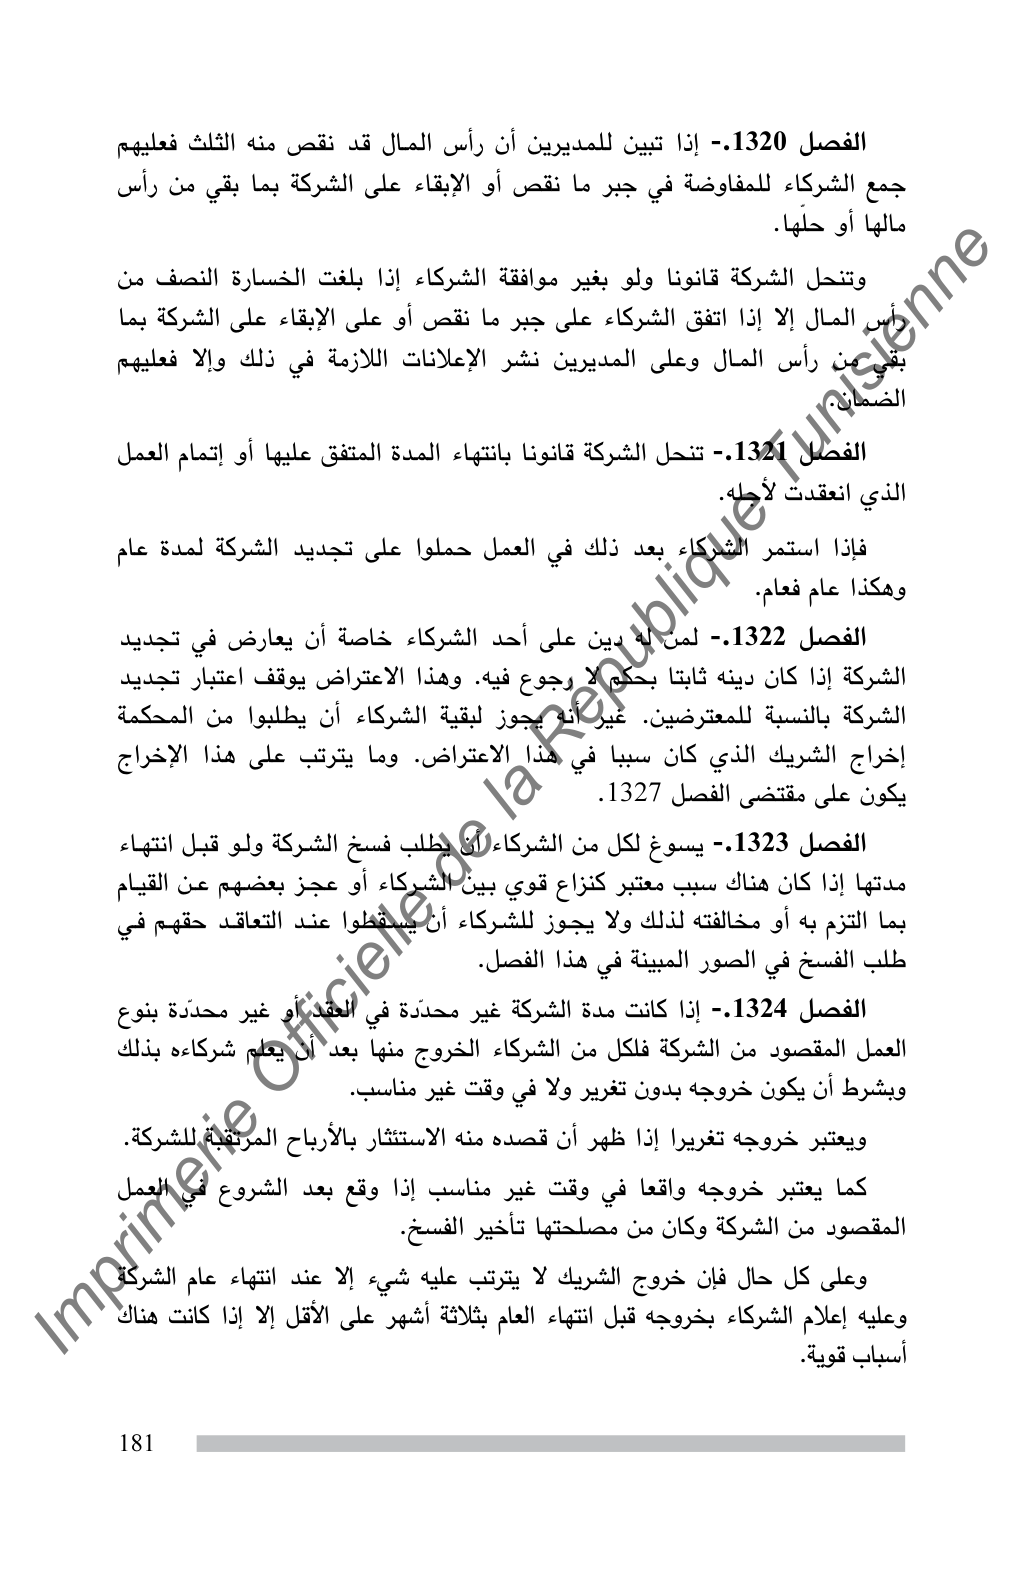 الفصل 1320.- إذا تبين للمديرين أن رأس المال قد نقص منه الثلث فعليهم
جمع الشركاء للمفاوضة في جبر ما نقص أو الإبقاء على الشركة بما بقي من رأس
مالها أو حلّها.
وتنحل الشركة قانونا ولو بغير موافقة الشركاء إذا بلغت الخسارة النصف من
رأس المال إلا إذا اتفق الشركاء على جبر ما نقص أو على الإبقاء على الشركة بما
بقي من رأس المال وعلى المديرين نشر الإعلانات اللازمة في ذلك وإلا فعليهم
الضمان.
الفصل 1321.- تنحل الشركة قانونا بانتهاء المدة المتفق عليها أو إتمام العمل
الذي انعقدت لأجله.
فإذا استمر الشركاء بعد ذلك في العمل حملوا على تجديد الشركة لمدة عام
وهكذا عام فعام.
الفصل 1322.- لمن له دين على أحد الشركاء خاصة أن يعارض في تجديد
الشركة إذا كان دينه ثابتا بحكم لا رجوع فيه. وهذا الاعتراض يوقف اعتبار تجديد
الشركة بالنسبة للمعترضين. غير أنه يجوز لبقية الشركاء أن يطلبوا من المحكمة
إخراج الشريك الذي كان سببا في هذا الاعتراض. وما يترتب على هذا الإخراج
يكون على مقتضى الفصل 1327.
الفصل 1323.- يسوغ لكل من الشركاء أن يطلب فسخ الشركة ولو قبل انتهاء
مدتها إذا كان هناك سبب معتبر كنزاع قوي بين الشركاء أو عجز بعضهم عن القيام
بما التزم به أو مخالفته لذلك ولا يجوز للشركاء أن يسقطوا عند التعاقد حقهم في
طلب الفسخ في الصور المبينة في هذا الفصل.
الفصل 1324.- إذا كانت مدة الشركة غير محدّدة في العقد أو غير محدّدة بنوع
العمل المقصود من الشركة فلكل من الشركاء الخروج منها بعد أن يعلم شركاءه بذلك
وبشرط أن يكون خروجه بدون تغرير ولا في وقت غير مناسب.
ويعتبر خروجه تغريرا إذا ظهر أن قصده منه الاستئثار بالأرباح المرتقبة للشركة.
كما يعتبر خروجه واقعا في وقت غير مناسب إذا وقع بعد الشروع في العمل
المقصود من الشركة وكان من مصلحتها تأخير الفسخ.
وعلى كل حال فإن خروج الشريك لا يترتب عليه شيء إلا عند انتهاء عام الشركة
وعليه إعلام الشركاء بخروجه قبل انتهاء العام بثلاثة أشهر على الأقل إلا إذا كانت هناك
أسباب قوية.
181
Imprimerie Officielle de la République Tunisienne